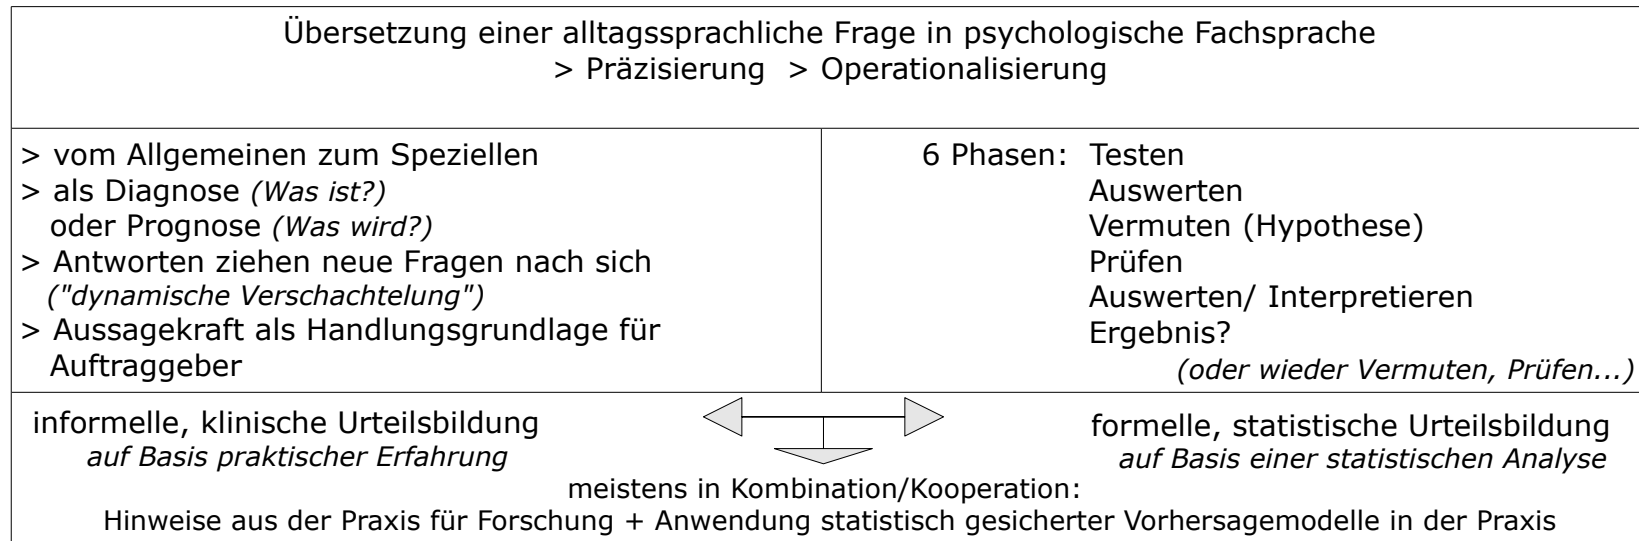 Übersetzung einer alltagssprachliche Frage in psychologische Fachsprache
> Präzisierung > Operationalisierung
> vom Allgemeinen zum Speziellen
> als Diagnose (Was ist?)
oder Prognose (Was wird?)
> Antworten ziehen neue Fragen nach sich
("dynamische Verschachtelung")
> Aussagekraft als Handlungsgrundlage für
Auftraggeber
6 Phasen: Testen
Auswerten
Vermuten (Hypothese)
Prüfen
Auswerten/ Interpretieren
Ergebnis?
(oder wieder Vermuten, Prüfen...)
informelle, klinische Urteilsbildung
auf Basis praktischer Erfahrung
formelle, statistische Urteilsbildung
auf Basis einer statistischen Analyse
meistens in Kombination/Kooperation:
Hinweise aus der Praxis für Forschung + Anwendung statistisch gesicherter Vorhersagemodelle in der Praxis